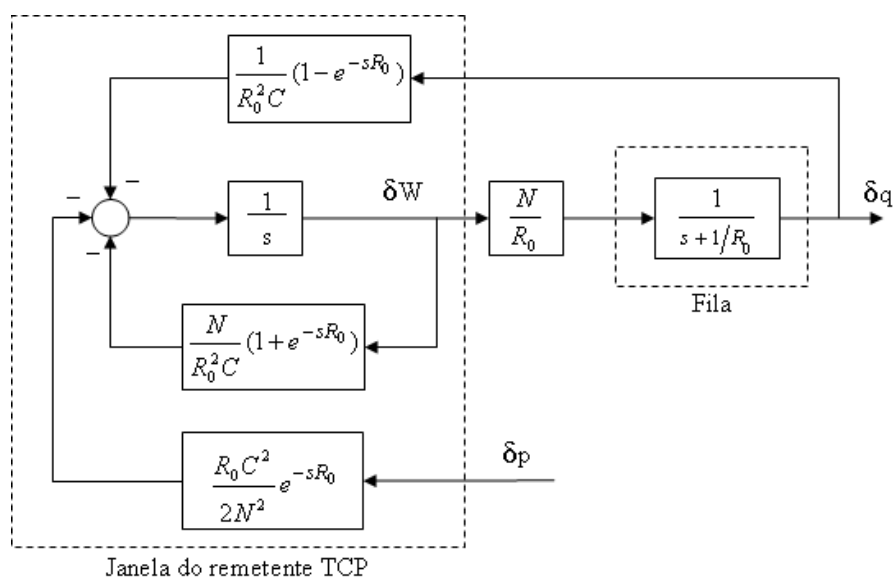 1/(R₀²C) (1 − e^(−sR₀))
−
−
−
1/s
δW
N/R₀
1/(s + 1/R₀)
δq
Fila
N/(R₀²C) (1 + e^(−sR₀))
R₀C²/(2N²) e^(−sR₀)
δp
Janela do remetente TCP